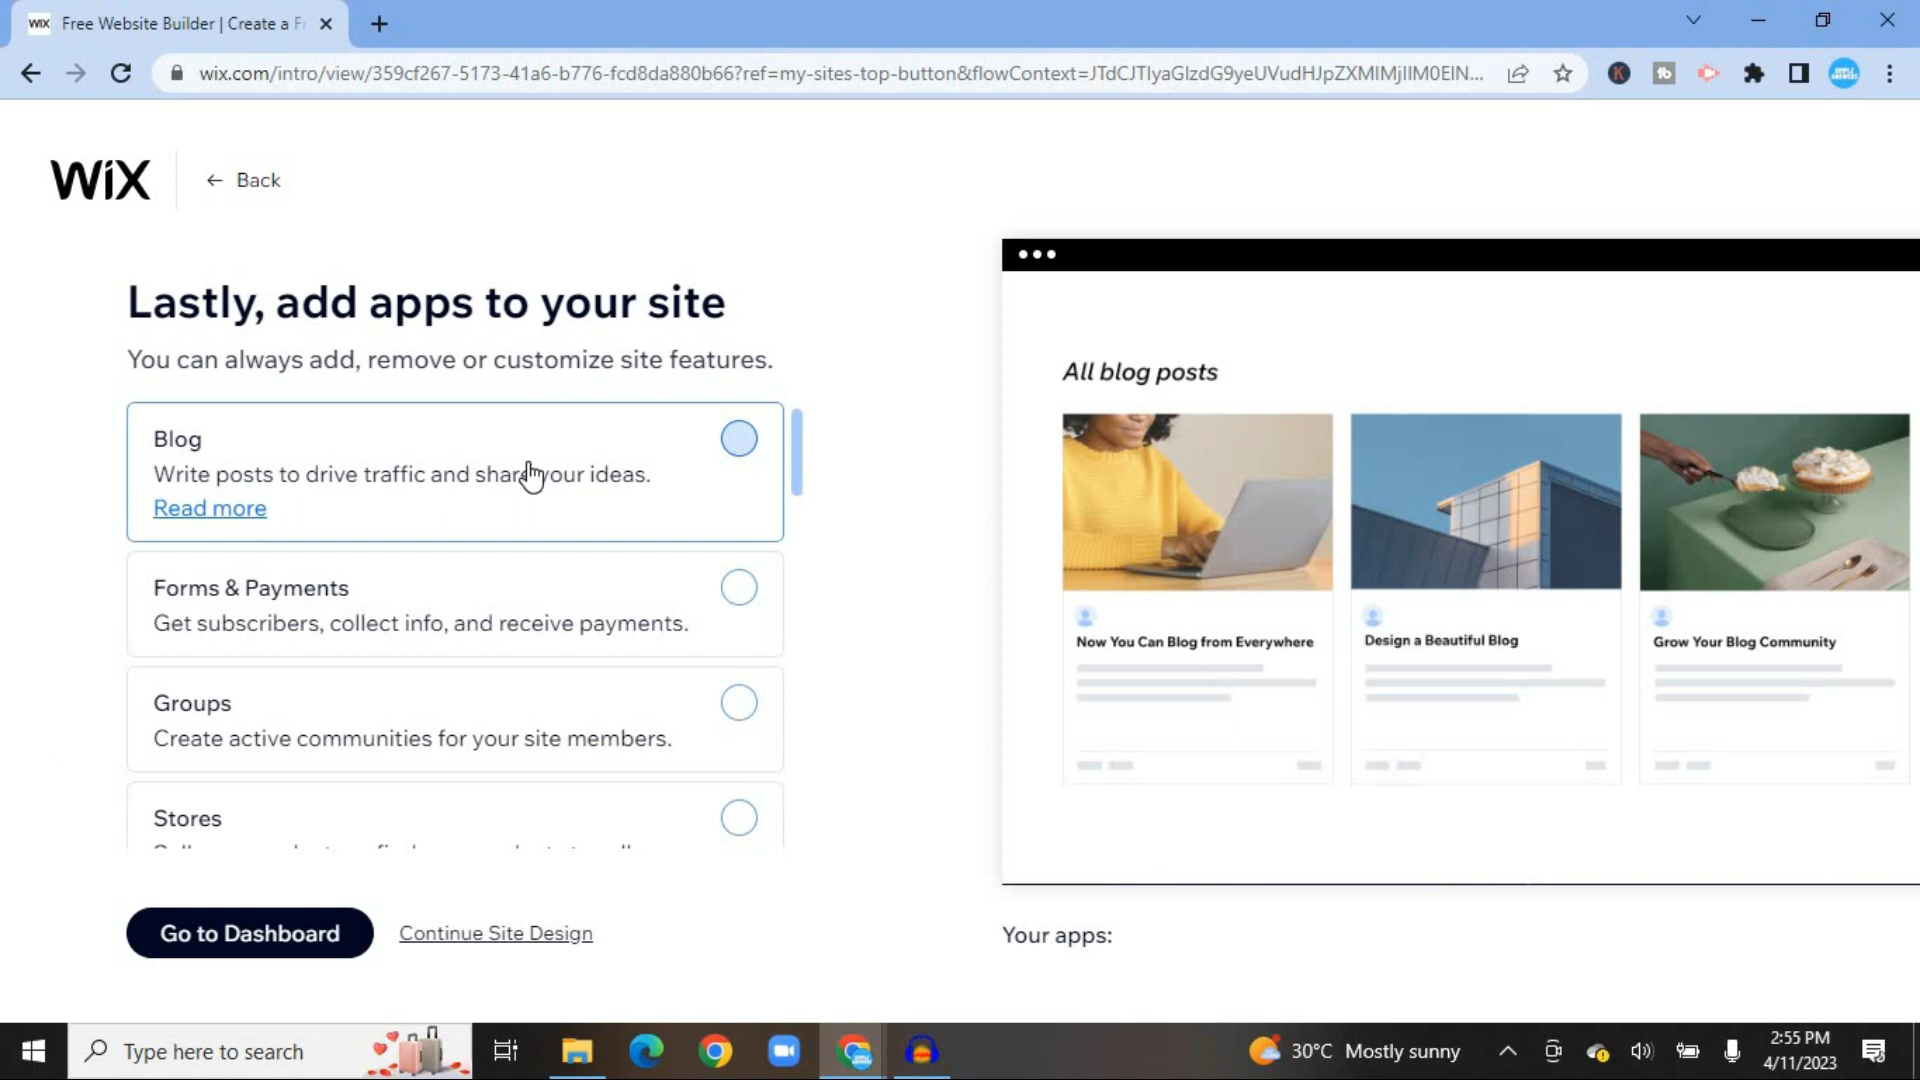 WIX Free Website Builder | Create a F
wix.com/intro/view/359cf267-5173-41a6-b776-fcd8da880b66?ref=my-sites-top-button&flowContext=JTdCJTIyaGlzdG9yeUVudHJpZXMlMjIlM0ElN...
WIX
← Back
Lastly, add apps to your site
You can always add, remove or customize site features.
Blog
Write posts to drive traffic and share your ideas.
Read more
Forms & Payments
Get subscribers, collect info, and receive payments.
Groups
Create active communities for your site members.
Stores
Go to Dashboard
Continue Site Design
All blog posts
Now You Can Blog from Everywhere
Design a Beautiful Blog
Grow Your Blog Community
Your apps:
Type here to search
30°C Mostly sunny
2:55 PM
4/11/2023